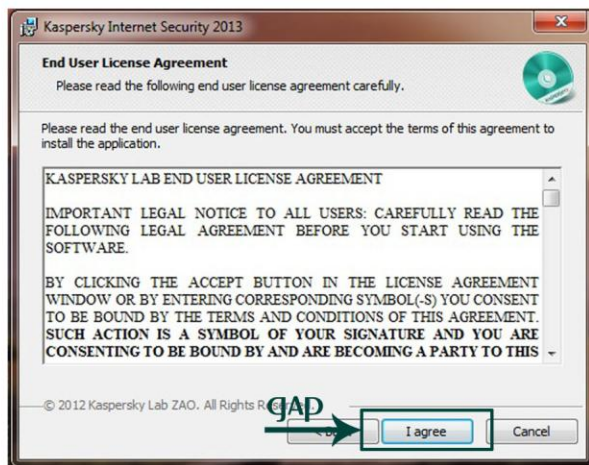 Kaspersky Internet Security 2013
End User License Agreement
Please read the following end user license agreement carefully.
Please read the end user license agreement. You must accept the terms of this agreement to
install the application.
KASPERSKY LAB END USER LICENSE AGREEMENT
IMPORTANT LEGAL NOTICE TO ALL USERS: CAREFULLY READ THE
FOLLOWING LEGAL AGREEMENT BEFORE YOU START USING THE
SOFTWARE.
BY CLICKING THE ACCEPT BUTTON IN THE LICENSE AGREEMENT
WINDOW OR BY ENTERING CORRESPONDING SYMBOL(-S) YOU CONSENT
TO BE BOUND BY THE TERMS AND CONDITIONS OF THIS AGREEMENT.
SUCH ACTION IS A SYMBOL OF YOUR SIGNATURE AND YOU ARE
CONSENTING TO BE BOUND BY AND ARE BECOMING A PARTY TO THIS
© 2012 Kaspersky Lab ZAO. All Rights
gAP
I agree
Cancel